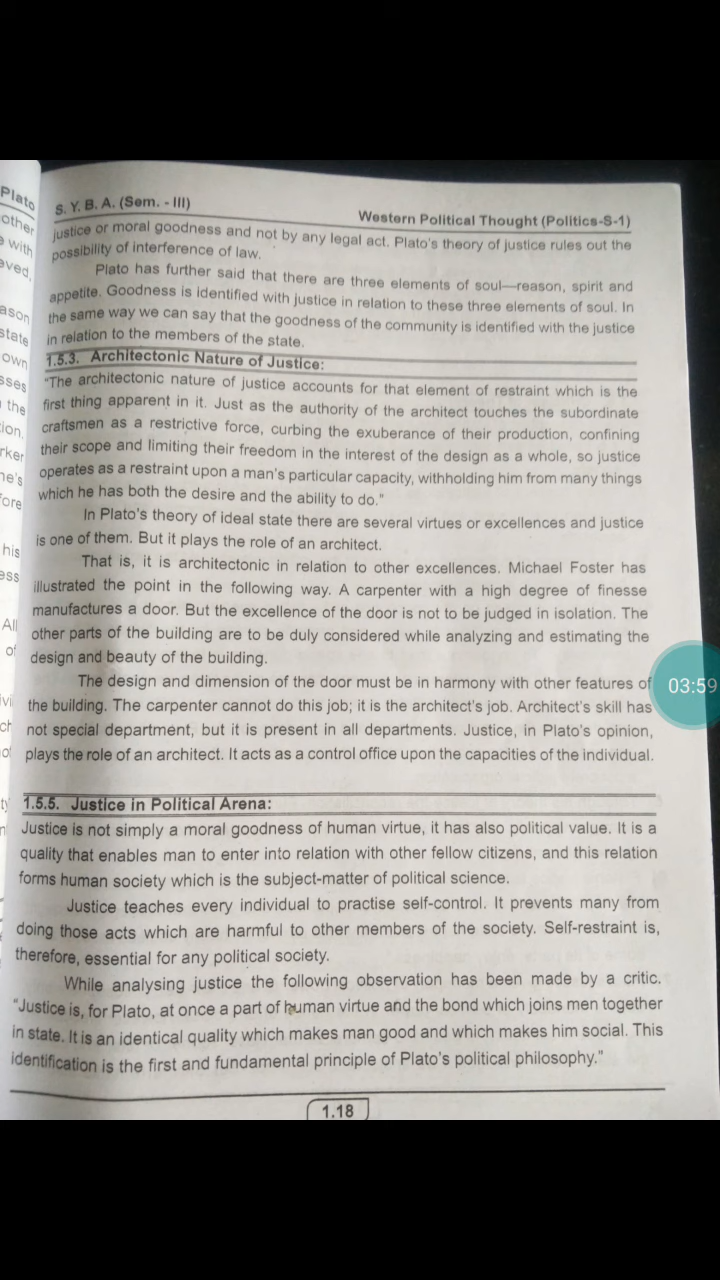 Plato
other
with
ved,
ason
state
own
sses
the
ion.
rker
ne's
fore
his
ess
All
of
S. Y. B. A. (Sem. - III)
Western Political Thought (Politics-S-1)
justice or moral goodness and not by any legal act. Plato's theory of justice rules out the
possibility of interference of law.
Plato has further said that there are three elements of soul—reason, spirit and
appetite. Goodness is identified with justice in relation to these three elements of soul. In
the same way we can say that the goodness of the community is identified with the justice
in relation to the members of the state.
1.5.3. Architectonic Nature of Justice:
"The architectonic nature of justice accounts for that element of restraint which is the
first thing apparent in it. Just as the authority of the architect touches the subordinate
craftsmen as a restrictive force, curbing the exuberance of their production, confining
their scope and limiting their freedom in the interest of the design as a whole, so justice
operates as a restraint upon a man's particular capacity, withholding him from many things
which he has both the desire and the ability to do."
In Plato's theory of ideal state there are several virtues or excellences and justice
is one of them. But it plays the role of an architect.
That is, it is architectonic in relation to other excellences. Michael Foster has
illustrated the point in the following way. A carpenter with a high degree of finesse
manufactures a door. But the excellence of the door is not to be judged in isolation. The
other parts of the building are to be duly considered while analyzing and estimating the
design and beauty of the building.
The design and dimension of the door must be in harmony with other features of
the building. The carpenter cannot do this job; it is the architect's job. Architect's skill has
not special department, but it is present in all departments. Justice, in Plato's opinion,
plays the role of an architect. It acts as a control office upon the capacities of the individual.
03:59
1.5.5. Justice in Political Arena:
Justice is not simply a moral goodness of human virtue, it has also political value. It is a
quality that enables man to enter into relation with other fellow citizens, and this relation
forms human society which is the subject-matter of political science.
Justice teaches every individual to practise self-control. It prevents many from
doing those acts which are harmful to other members of the society. Self-restraint is,
therefore, essential for any political society.
While analysing justice the following observation has been made by a critic.
"Justice is, for Plato, at once a part of human virtue and the bond which joins men together
in state. It is an identical quality which makes man good and which makes him social. This
identification is the first and fundamental principle of Plato's political philosophy."
1.18